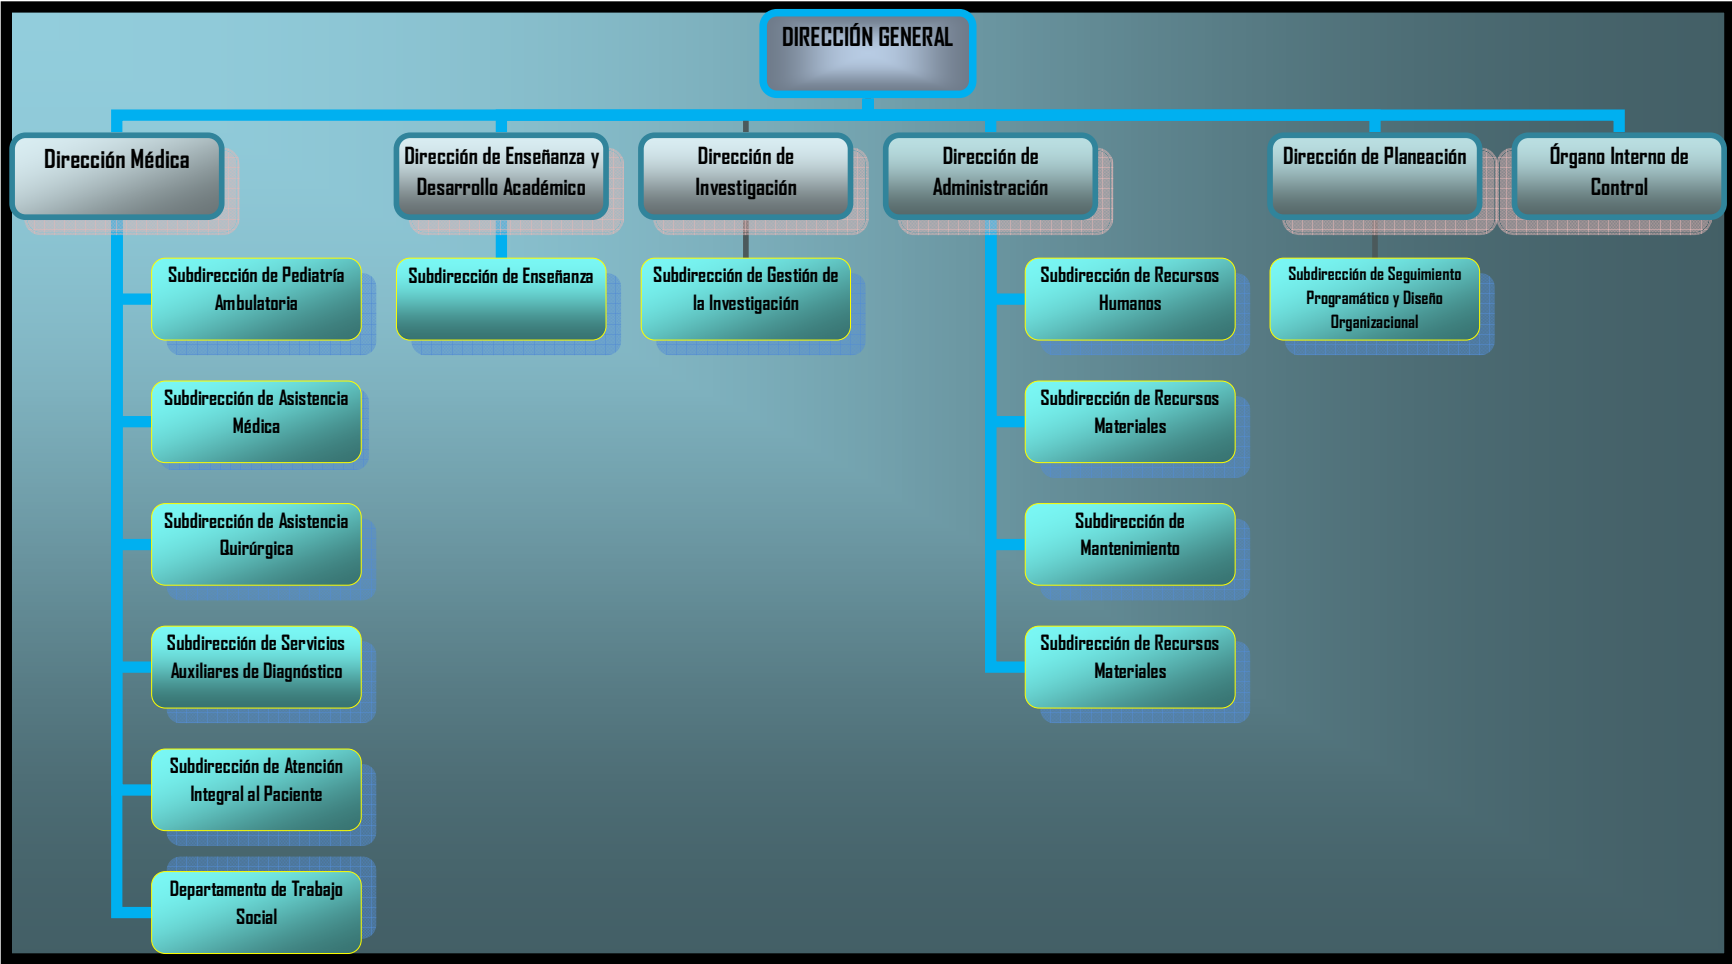 DIRECCIÓN GENERAL
Dirección Médica
Dirección de Enseñanza y
Desarrollo Académico
Dirección de
Investigación
Dirección de
Administración
Dirección de Planeación
Órgano Interno de
Control
Subdirección de Pediatría
Ambulatoria
Subdirección de Asistencia
Médica
Subdirección de Asistencia
Quirúrgica
Subdirección de Servicios
Auxiliares de Diagnóstico
Subdirección de Atención
Integral al Paciente
Departamento de Trabajo
Social
Subdirección de Enseñanza
Subdirección de Gestión de
la Investigación
Subdirección de Recursos
Humanos
Subdirección de Recursos
Materiales
Subdirección de
Mantenimiento
Subdirección de Recursos
Materiales
Subdirección de Seguimiento
Programático y Diseño
Organizacional